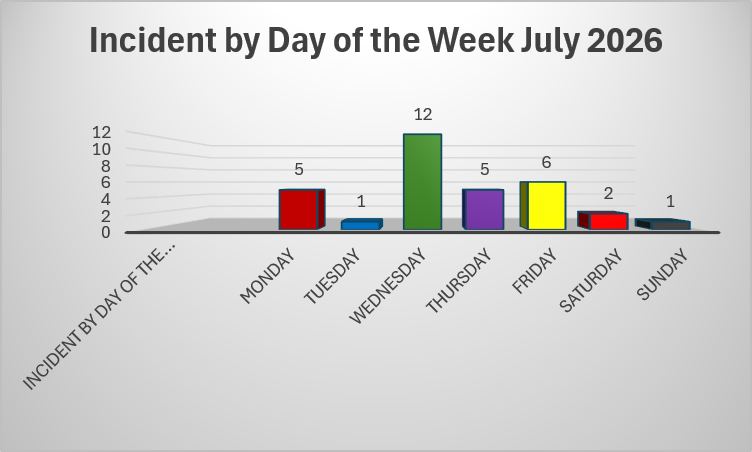 Incident by Day of the Week July 2026
12
10
8
6
4
2
0
5
1
12
5
6
2
1
INCIDENT BY DAY OF THE...
MONDAY
TUESDAY
WEDNESDAY
THURSDAY
FRIDAY
SATURDAY
SUNDAY